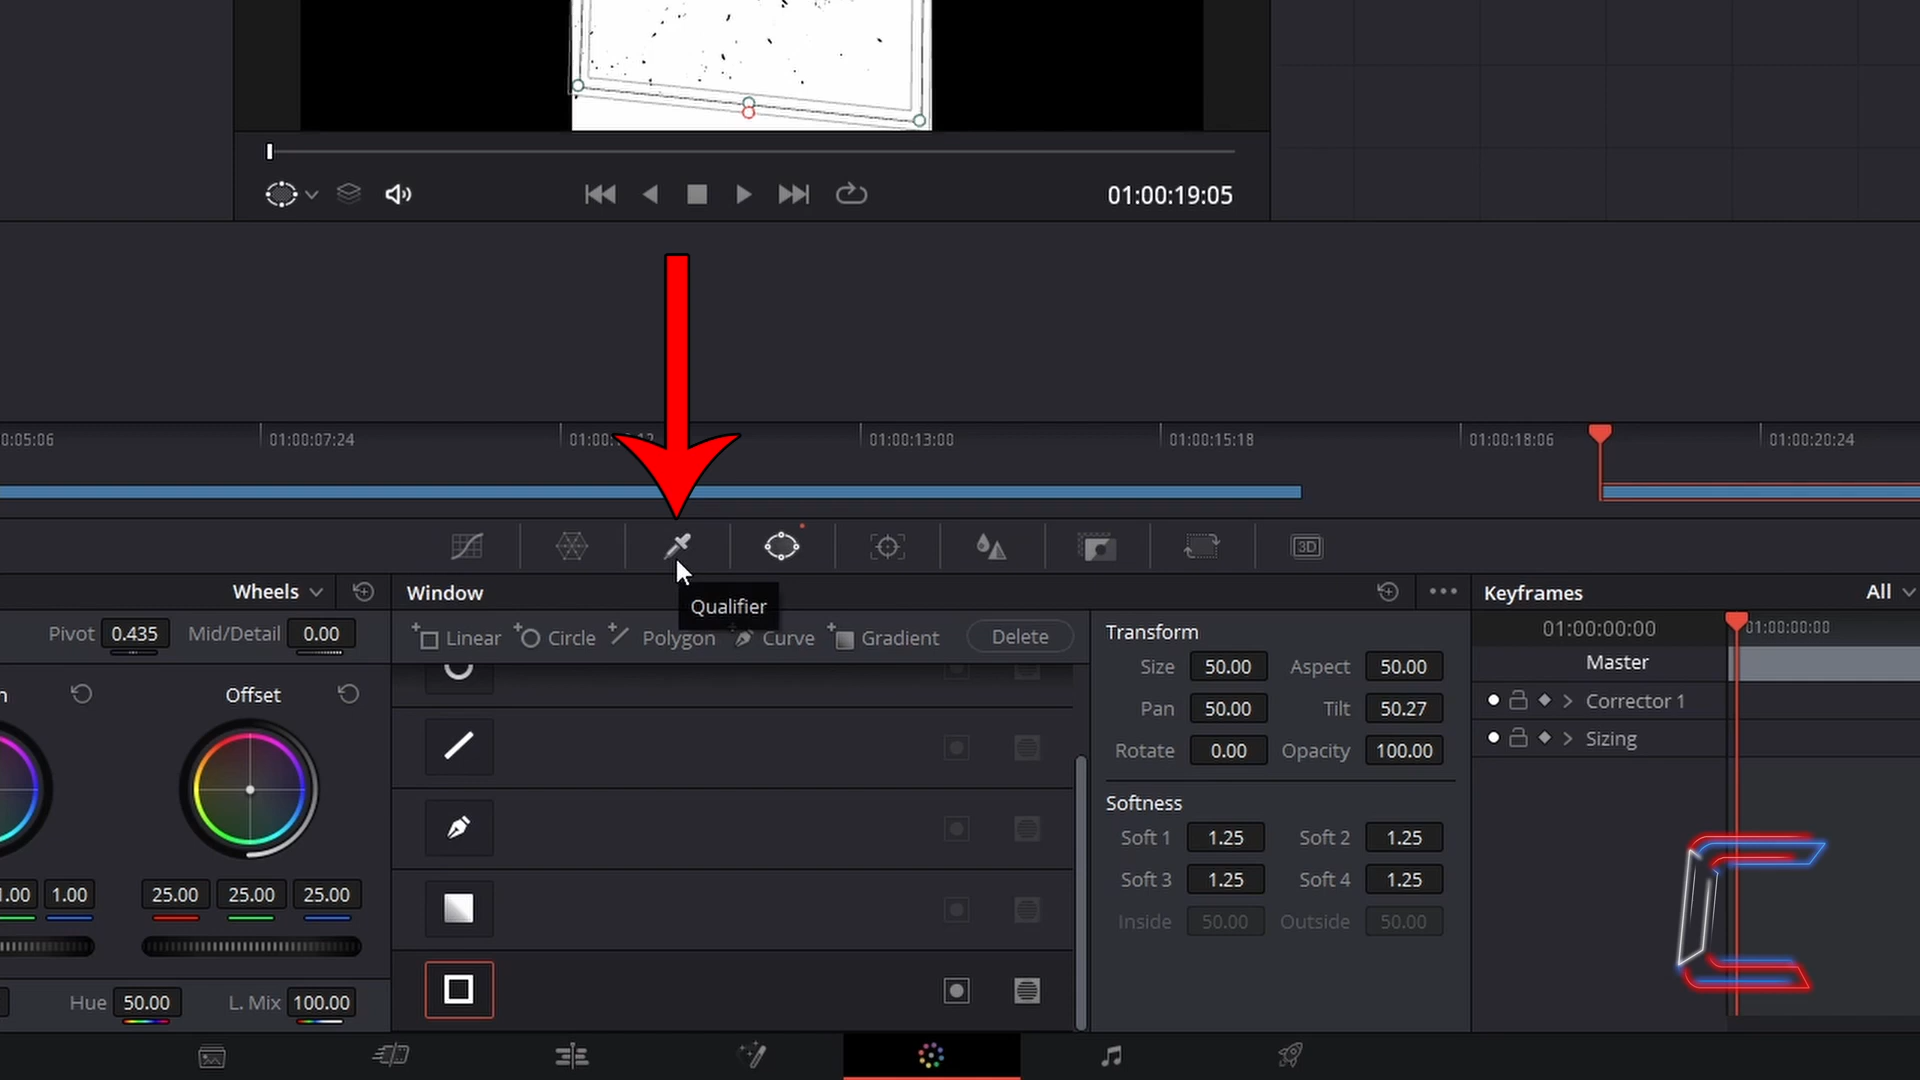 01:00:19:05
0:05:06 01:00:07:24 01:00:13:00 01:00:15:18 01:00:18:06 01:00:20:24
3D
Wheels Window Keyframes All
Qualifier
Pivot 0.435 Mid/Detail 0.00
Linear Circle Polygon Curve Gradient Delete
Transform
Size 50.00 Aspect 50.00
Pan 50.00 Tilt 50.27
Rotate 0.00 Opacity 100.00
Softness
Soft 1 1.25 Soft 2 1.25
Soft 3 1.25 Soft 4 1.25
Inside 50.00 Outside 50.00
01:00:00:00 01:00:00:00
Master
Corrector 1
Sizing
n Offset
1.00 1.00 25.00 25.00 25.00
Hue 50.00 L. Mix 100.00